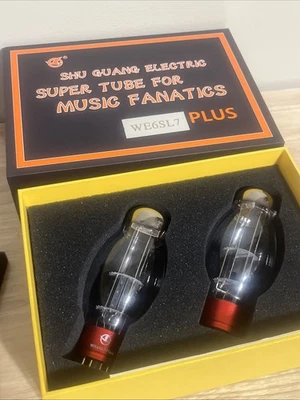 SHU GUANG ELECTRIC
SUPER TUBE FOR
MUSIC FANATICS
WE6SL7 PLUS